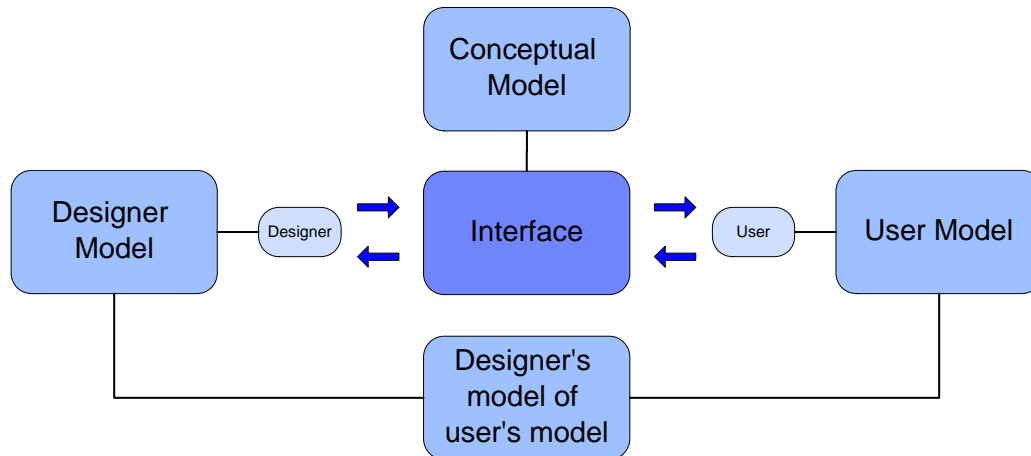 Conceptual
Model
Designer
Model
Designer
Interface
User
User Model
Designer's
model of
user's model